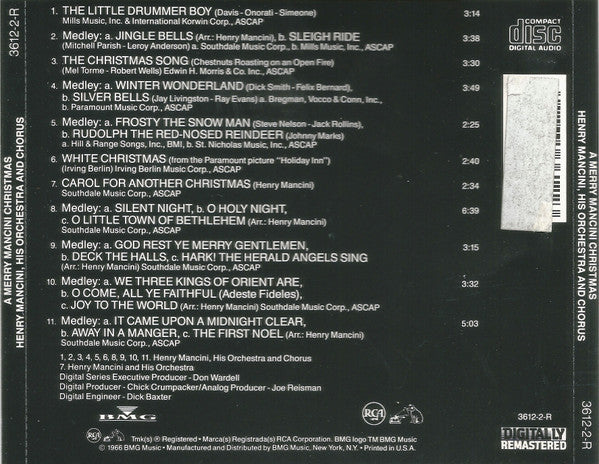 3612-2-R
A MERRY MANCINI CHRISTMAS
HENRY MANCINI, HIS ORCHESTRA AND CHORUS
1. THE LITTLE DRUMMER BOY (Davis - Onorati - Simeone) 3:14
Mills Music, Inc. & International Korwin Corp., ASCAP
2. Medley: a. JINGLE BELLS (Arr.: Henry Mancini), b. SLEIGH RIDE 3:38
(Mitchell Parish - Leroy Anderson) a. Southdale Music Corp., b. Mills Music, Inc., ASCAP
3. THE CHRISTMAS SONG (Chestnuts Roasting on an Open Fire) 3:30
(Mel Torme - Robert Wells) Edwin H. Morris & Co. Inc., ASCAP
4. Medley: a. WINTER WONDERLAND (Dick Smith - Felix Bernard), 3:49
b. SILVER BELLS (Jay Livingston - Ray Evans) a. Bregman, Vocco & Conn, Inc.,
b. Paramount Music Corp., ASCAP
5. Medley: a. FROSTY THE SNOW MAN (Steve Nelson - Jack Rollins), 2:25
b. RUDOLPH THE RED-NOSED REINDEER (Johnny Marks)
a. Hill & Range Songs, Inc., BMI, b. St. Nicholas Music, Inc., ASCAP
6. WHITE CHRISTMAS (from the Paramount picture "Holiday Inn") 2:40
(Irving Berlin) Irving Berlin Music Corp., ASCAP
7. CAROL FOR ANOTHER CHRISTMAS (Henry Mancini) 2:34
Southdale Music Corp., ASCAP
8. Medley: a. SILENT NIGHT, b. O HOLY NIGHT, 6:39
c. O LITTLE TOWN OF BETHLEHEM (Arr.: Henry Mancini)
Southdale Music Corp., ASCAP
9. Medley: a. GOD REST YE MERRY GENTLEMEN, 3:15
b. DECK THE HALLS, c. HARK! THE HERALD ANGELS SING
(Arr.: Henry Mancini) Southdale Music Corp., ASCAP
10. Medley: a. WE THREE KINGS OF ORIENT ARE, 3:32
b. O COME, ALL YE FAITHFUL (Adeste Fideles),
c. JOY TO THE WORLD (Arr.: Henry Mancini) Southdale Music Corp., ASCAP
11. Medley: a. IT CAME UPON A MIDNIGHT CLEAR, 5:03
b. AWAY IN A MANGER, c. THE FIRST NOEL (Arr.: Henry Mancini)
Southdale Music Corp., ASCAP
1, 2, 3, 4, 5, 6, 8, 9, 10, 11. Henry Mancini, His Orchestra and Chorus
7. Henry Mancini and His Orchestra
Digital Series Executive Producer - Don Wardell
Digital Producer - Chick Crumpacker/Analog Producer - Joe Reisman
Digital Engineer - Dick Baxter
BMG
RCA
3612-2-R
RCA Tmk(s) ® Registered • Marca(s) Registrada(s) RCA Corporation. BMG logo TM BMG Music
© 1966 BMG Music • Manufactured and Distributed by BMG Music, New York, N.Y. • Printed in U.S.A.
DIGITALLY
REMASTERED
COMPACT
disc
DIGITAL AUDIO
A MERRY MANCINI CHRISTMAS
HENRY MANCINI, HIS ORCHESTRA AND CHORUS
3612-2-R